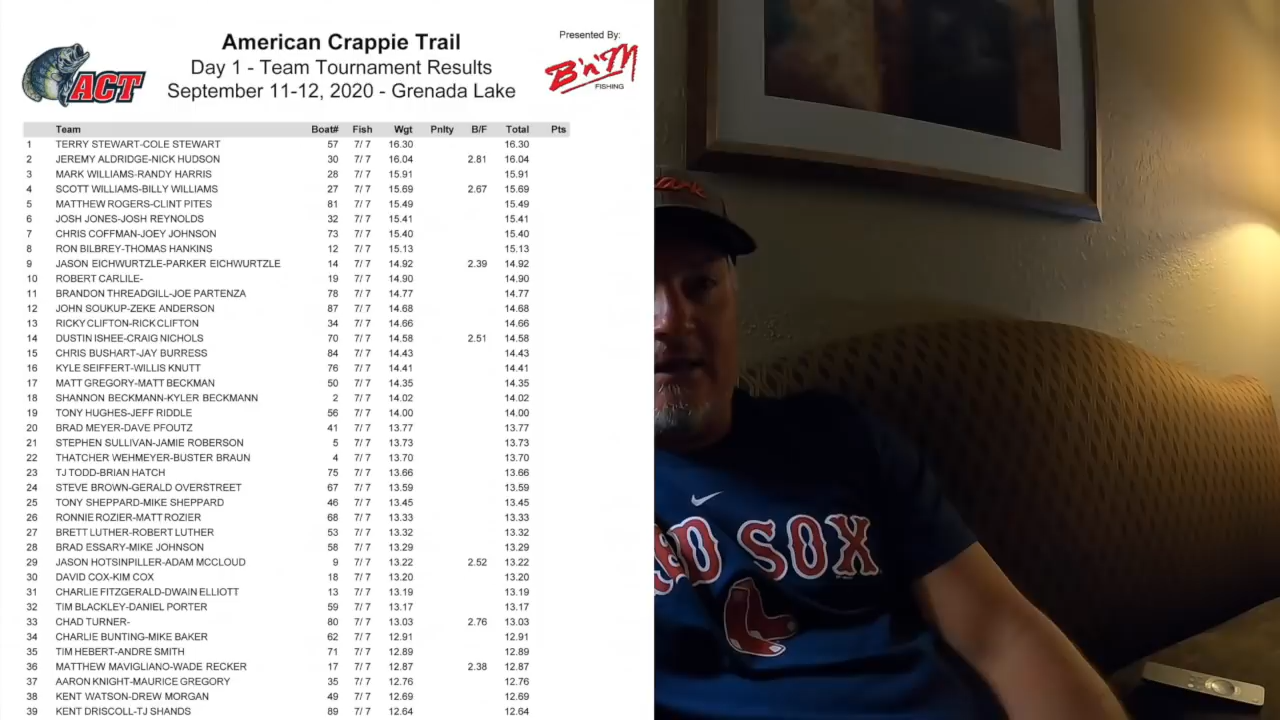 American Crappie Trail
Day 1 - Team Tournament Results
September 11-12, 2020 - Grenada Lake
ACT
Presented By:
B'n'M
FISHING
Team Boat# Fish Wgt Pnlty B/F Total Pts
1 TERRY STEWART-COLE STEWART 57 7/ 7 16.30 16.30
2 JEREMY ALDRIDGE-NICK HUDSON 30 7/ 7 16.04 2.81 16.04
3 MARK WILLIAMS-RANDY HARRIS 28 7/ 7 15.91 15.91
4 SCOTT WILLIAMS-BILLY WILLIAMS 27 7/ 7 15.69 2.67 15.69
5 MATTHEW ROGERS-CLINT PITES 81 7/ 7 15.49 15.49
6 JOSH JONES-JOSH REYNOLDS 32 7/ 7 15.41 15.41
7 CHRIS COFFMAN-JOEY JOHNSON 73 7/ 7 15.40 15.40
8 RON BILBREY-THOMAS HANKINS 12 7/ 7 15.13 15.13
9 JASON EICHWURTZLE-PARKER EICHWURTZLE 14 7/ 7 14.92 2.39 14.92
10 ROBERT CARLILE- 19 7/ 7 14.90 14.90
11 BRANDON THREADGILL-JOE PARTENZA 78 7/ 7 14.77 14.77
12 JOHN SOUKUP-ZEKE ANDERSON 87 7/ 7 14.68 14.68
13 RICKY CLIFTON-RICK CLIFTON 34 7/ 7 14.66 14.66
14 DUSTIN ISHEE-CRAIG NICHOLS 70 7/ 7 14.58 2.51 14.58
15 CHRIS BUSHART-JAY BURRESS 84 7/ 7 14.43 14.43
16 KYLE SEIFFERT-WILLIS KNUTT 76 7/ 7 14.41 14.41
17 MATT GREGORY-MATT BECKMAN 50 7/ 7 14.35 14.35
18 SHANNON BECKMANN-KYLER BECKMANN 2 7/ 7 14.02 14.02
19 TONY HUGHES-JEFF RIDDLE 56 7/ 7 14.00 14.00
20 BRAD MEYER-DAVE PFOUTZ 41 7/ 7 13.77 13.77
21 STEPHEN SULLIVAN-JAMIE ROBERSON 5 7/ 7 13.73 13.73
22 THATCHER WEHMEYER-BUSTER BRAUN 4 7/ 7 13.70 13.70
23 TJ TODD-BRIAN HATCH 75 7/ 7 13.66 13.66
24 STEVE BROWN-GERALD OVERSTREET 67 7/ 7 13.59 13.59
25 TONY SHEPPARD-MIKE SHEPPARD 46 7/ 7 13.45 13.45
26 RONNIE ROZIER-MATT ROZIER 68 7/ 7 13.33 13.33
27 BRETT LUTHER-ROBERT LUTHER 53 7/ 7 13.32 13.32
28 BRAD ESSARY-MIKE JOHNSON 58 7/ 7 13.29 13.29
29 JASON HOTSINPILLER-ADAM MCCLOUD 9 7/ 7 13.22 2.52 13.22
30 DAVID COX-KIM COX 18 7/ 7 13.20 13.20
31 CHARLIE FITZGERALD-DWAIN ELLIOTT 13 7/ 7 13.19 13.19
32 TIM BLACKLEY-DANIEL PORTER 59 7/ 7 13.17 13.17
33 CHAD TURNER- 80 7/ 7 13.03 2.76 13.03
34 CHARLIE BUNTING-MIKE BAKER 62 7/ 7 12.91 12.91
35 TIM HEBERT-ANDRE SMITH 71 7/ 7 12.89 12.89
36 MATTHEW MAVIGLIANO-WADE RECKER 17 7/ 7 12.87 2.38 12.87
37 AARON KNIGHT-MAURICE GREGORY 35 7/ 7 12.76 12.76
38 KENT WATSON-DREW MORGAN 49 7/ 7 12.69 12.69
39 KENT DRISCOLL-TJ SHANDS 89 7/ 7 12.64 12.64
SOX